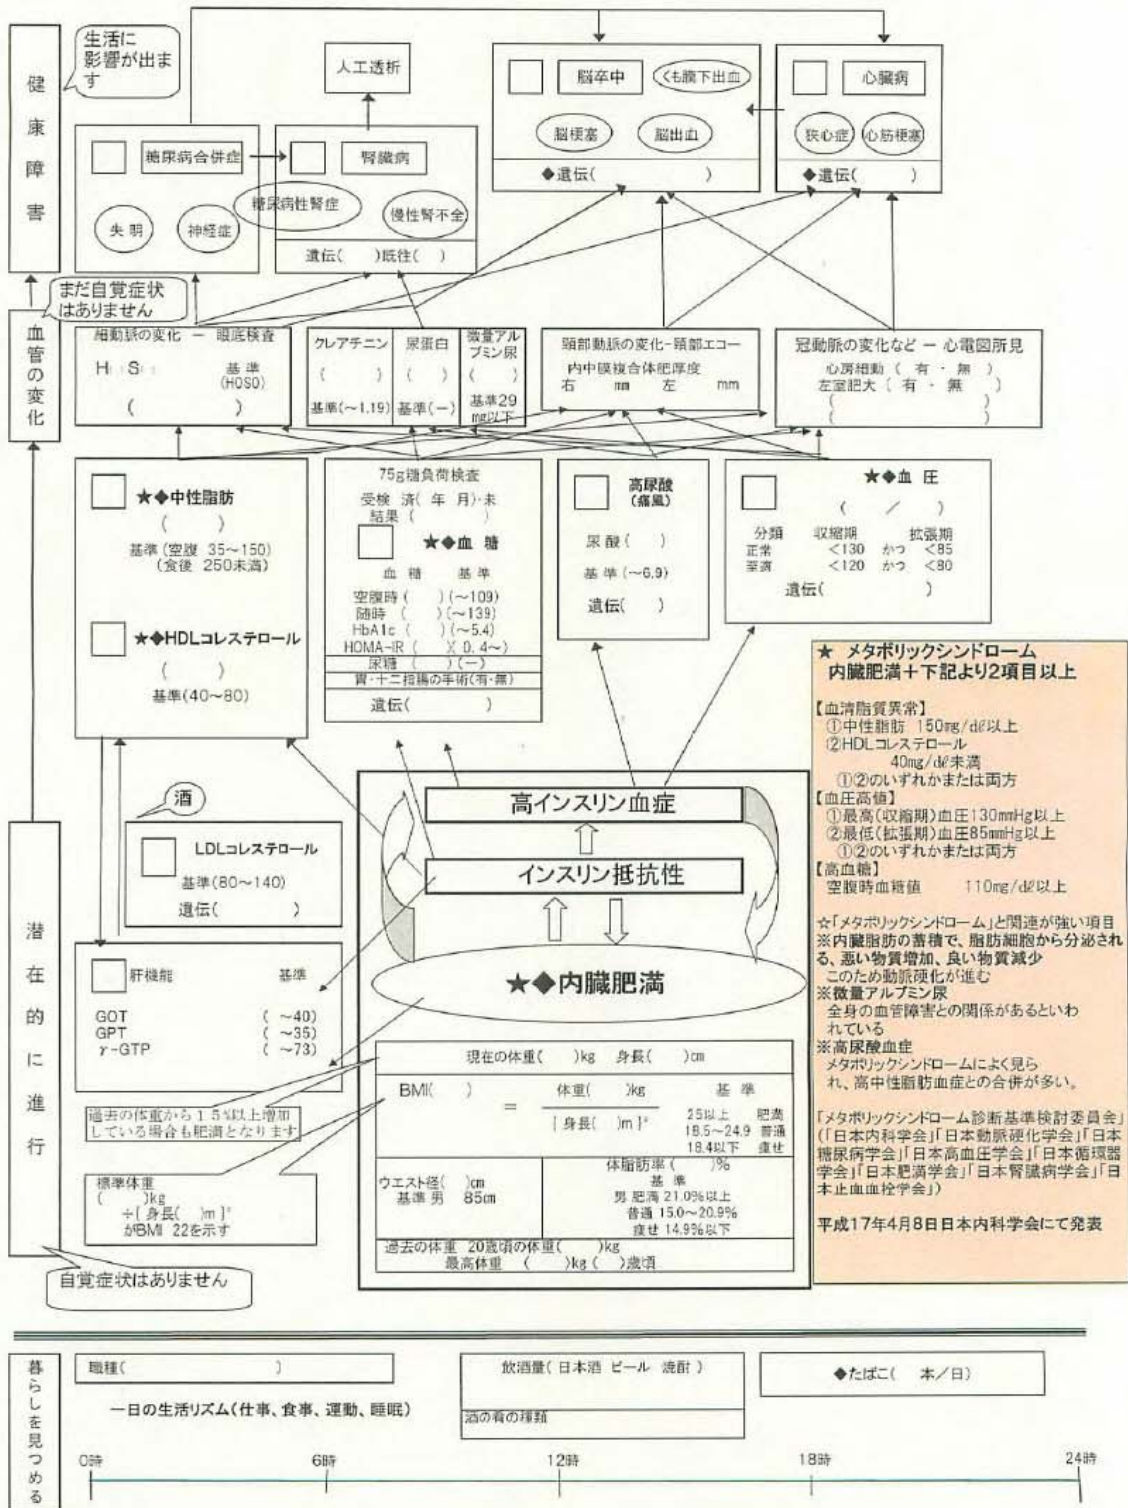 健康障害
生活に
影響が出ま
す
人工透析
脳卒中
くも膜下出血
脳梗塞
脳出血
◆遺伝(　　　)
心臓病
狭心症
心筋梗塞
◆遺伝(　　　)
糖尿病合併症
失明
神経症
腎臓病
糖尿病性腎症
慢性腎不全
遺伝(　　)既往(　)
血管の変化
まだ自覚症状
はありません
細動脈の変化 ー 眼底検査
H( )S( )
基準
(H0S0)
(　　　)
クレアチニン
(　　)
基準(～1.19)
尿蛋白
(　　)
基準(－)
微量アル
ブミン尿
(　　)
基準29
mg以下
頸部動脈の変化-頸部エコー
内中膜複合体肥厚度
右　mm　左　mm
冠動脈の変化など ー 心電図所見
心房細動 ( 有 ・ 無 )
左室肥大 ( 有 ・ 無 )
(　　　)
(　　　)
★◆中性脂肪
(　　)
基準(空腹 35～150)
(食後 250未満)
★◆HDLコレステロール
(　　)
基準(40～80)
75g糖負荷検査
受検 済( 年 月)・未
結果 (　　　)
★◆血 糖
血 糖　基 準
空腹時 (　　)(～109)
随時 (　　)(～139)
HbA1c (　　)(～5.4)
HOMA-IR (　　)( 0.4～)
尿糖 (　　)(－)
胃・十二指腸の手術(有・無)
遺伝(　　　)
高尿酸
(痛風)
尿酸(　　)
基 準(～6.9)
遺伝(　　)
★◆血 圧
(　　/　　)
分類　収縮期　拡張期
正常　<130　かつ　<85
至適　<120　かつ　<80
遺伝(　　　)
潜在的に進行
酒
LDLコレステロール
基準(80～140)
遺伝(　　　)
肝機能　基準
GOT　( ～40)
GPT　( ～35)
γ-GTP　( ～73)
高インスリン血症
インスリン抵抗性
★◆内臓肥満
現在の体重(　　)kg　身長(　　)cm
BMI(　　)
=
体重(　　)kg
[ 身長(　　)m ]²
基 準
25以上　肥満
18.5～24.9　普通
18.4以下　痩せ
ウエスト径(　　)cm
基準 男　85cm
体脂肪率 (　　)%
基 準
男 肥満 21.0%以上
普通 15.0～20.9%
痩せ 14.9%以下
過去の体重 20歳頃の体重(　　)kg
最高体重 (　　)kg (　)歳頃
過去の体重から15%以上増加
している場合も肥満となります
標準体重
(　　)kg
÷[ 身長(　　)m ]²
がBMI 22を示す
自覚症状はありません
★ メタボリックシンドローム
内臓肥満＋下記より2項目以上
【血清脂質異常】
①中性脂肪 150mg/dℓ以上
②HDLコレステロール
40mg/dℓ未満
①②のいずれかまたは両方
【血圧高値】
①最高(収縮期)血圧130mmHg以上
②最低(拡張期)血圧85mmHg以上
①②のいずれかまたは両方
【高血糖】
空腹時血糖値　110mg/dℓ以上
☆「メタボリックシンドローム」と関連が強い項目
※内臓脂肪の蓄積で、脂肪細胞から分泌され
る、悪い物質増加、良い物質減少
このため動脈硬化が進む
※微量アルブミン尿
全身の血管障害との関係があるといわ
れている
※高尿酸血症
メタボリックシンドロームによく見ら
れ、高中性脂肪血症との合併が多い。
「メタボリックシンドローム診断基準検討委員会」
(「日本内科学会」「日本動脈硬化学会」「日本
糖尿病学会」「日本高血圧学会」「日本循環器
学会」「日本肥満学会」「日本腎臓病学会」「日
本止血血栓学会」)
平成17年4月8日日本内科学会にて発表
暮らしを見つめる
職種(　　　)
一日の生活リズム(仕事、食事、運動、睡眠)
飲酒量( 日本酒 ビール 焼酎 )
酒の肴の種類
◆たばこ(　　本／日)
0時
6時
12時
18時
24時